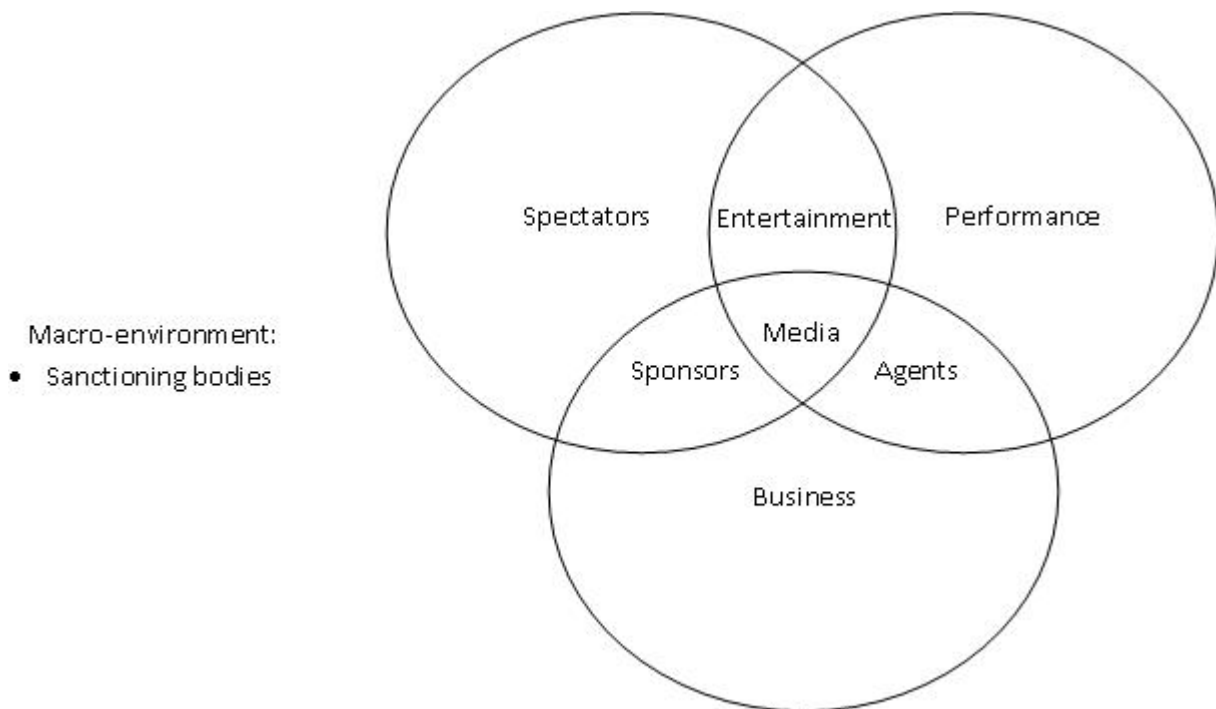 Spectators
Entertainment
Performance
Macro-environment:
• Sanctioning bodies
Media
Sponsors
Agents
Business